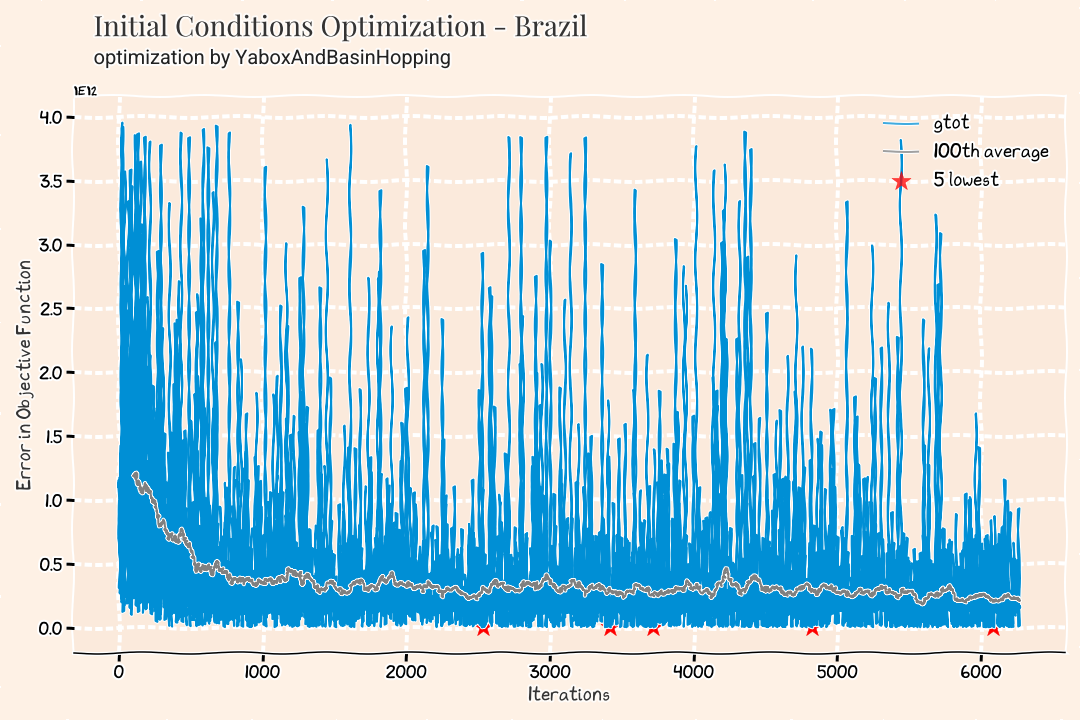 Initial Conditions Optimization - Brazil
optimization by YaboxAndBasinHopping
1E12
4.0
3.5
3.0
2.5
2.0
1.5
1.0
0.5
0.0
Error in Objective Function
gtot
100th average
5 lowest
0 1000 2000 3000 4000 5000 6000
Iterations